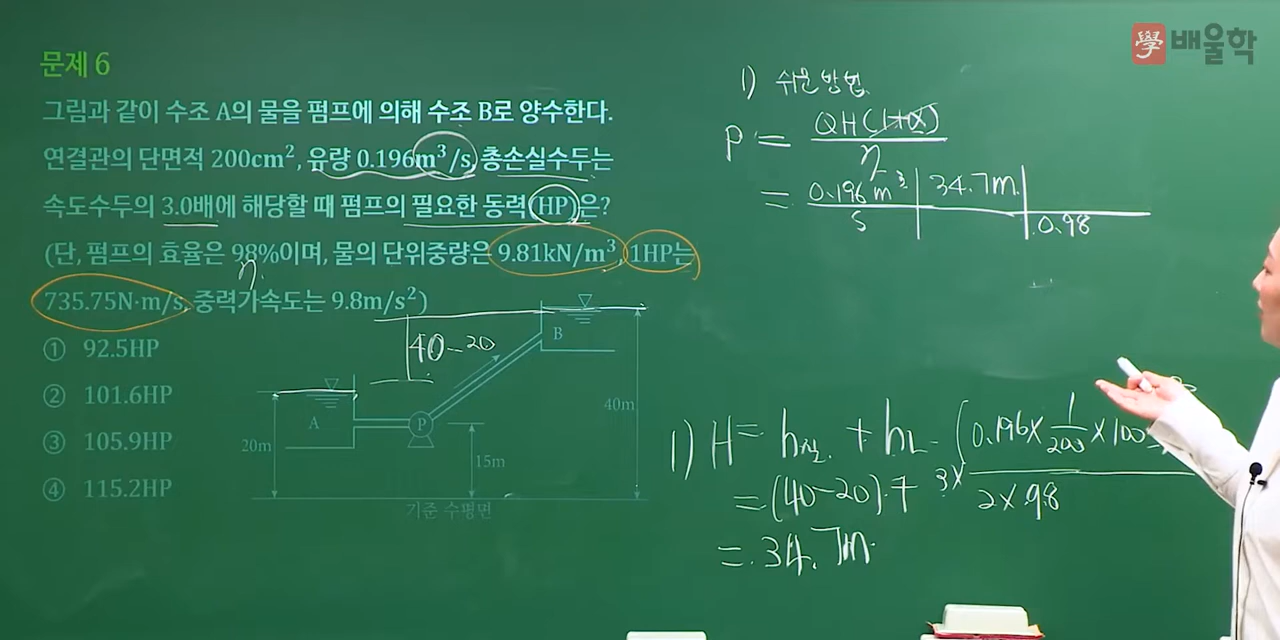 學 배울학
문제 6
그림과 같이 수조 A의 물을 펌프에 의해 수조 B로 양수한다.
연결관의 단면적 200cm², 유량 0.196m³/s, 총손실수두는
속도수두의 3.0배에 해당할 때 펌프의 필요한 동력(HP)은?
(단, 펌프의 효율은 98%이며, 물의 단위중량은 9.81kN/m³, 1HP는
η
735.75N·m/s, 중력가속도는 9.8m/s²)
① 92.5HP
② 101.6HP
③ 105.9HP
④ 115.2HP
40-20
B
A
P
20m
40m
15m
기준 수평면
1) 쉬운방법
P = QH(1+α) / η
= 0.196 m³ | 34.7m |
s | | 0.98
1) H = h실 + hL
(0.196× 1/200 ×100
= (40-20) + 3× 2×9.8
= 34.7m